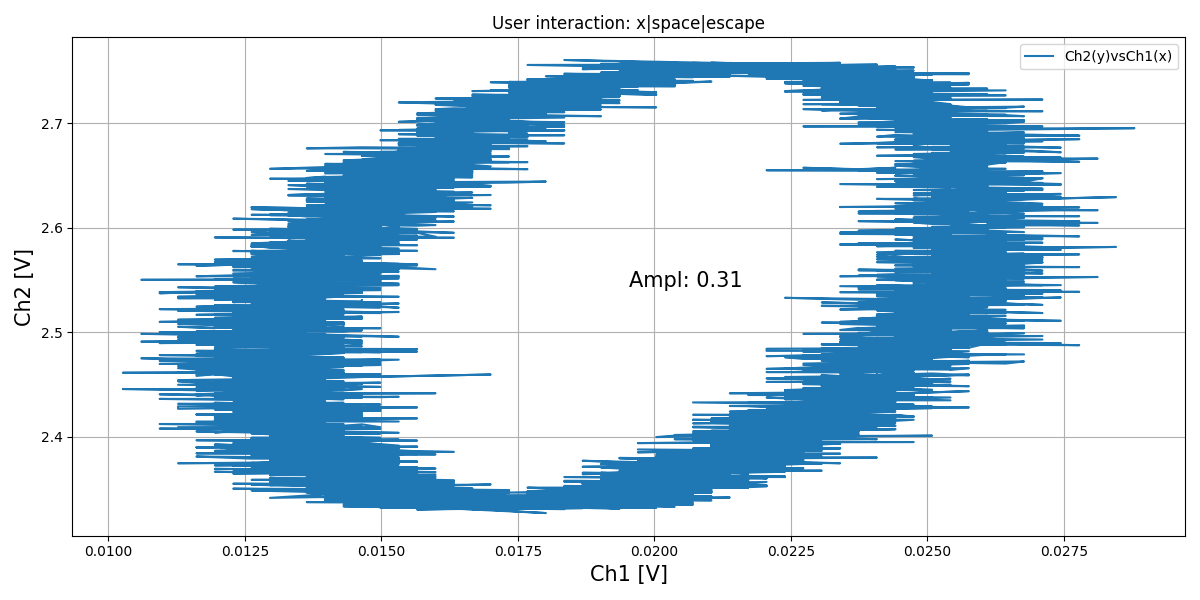 User interaction: x|space|escape
Ch2(y)vsCh1(x)
2.7
2.6
2.5
2.4
Ch2 [V]
Ampl: 0.31
0.0100 0.0125 0.0150 0.0175 0.0200 0.0225 0.0250 0.0275
Ch1 [V]